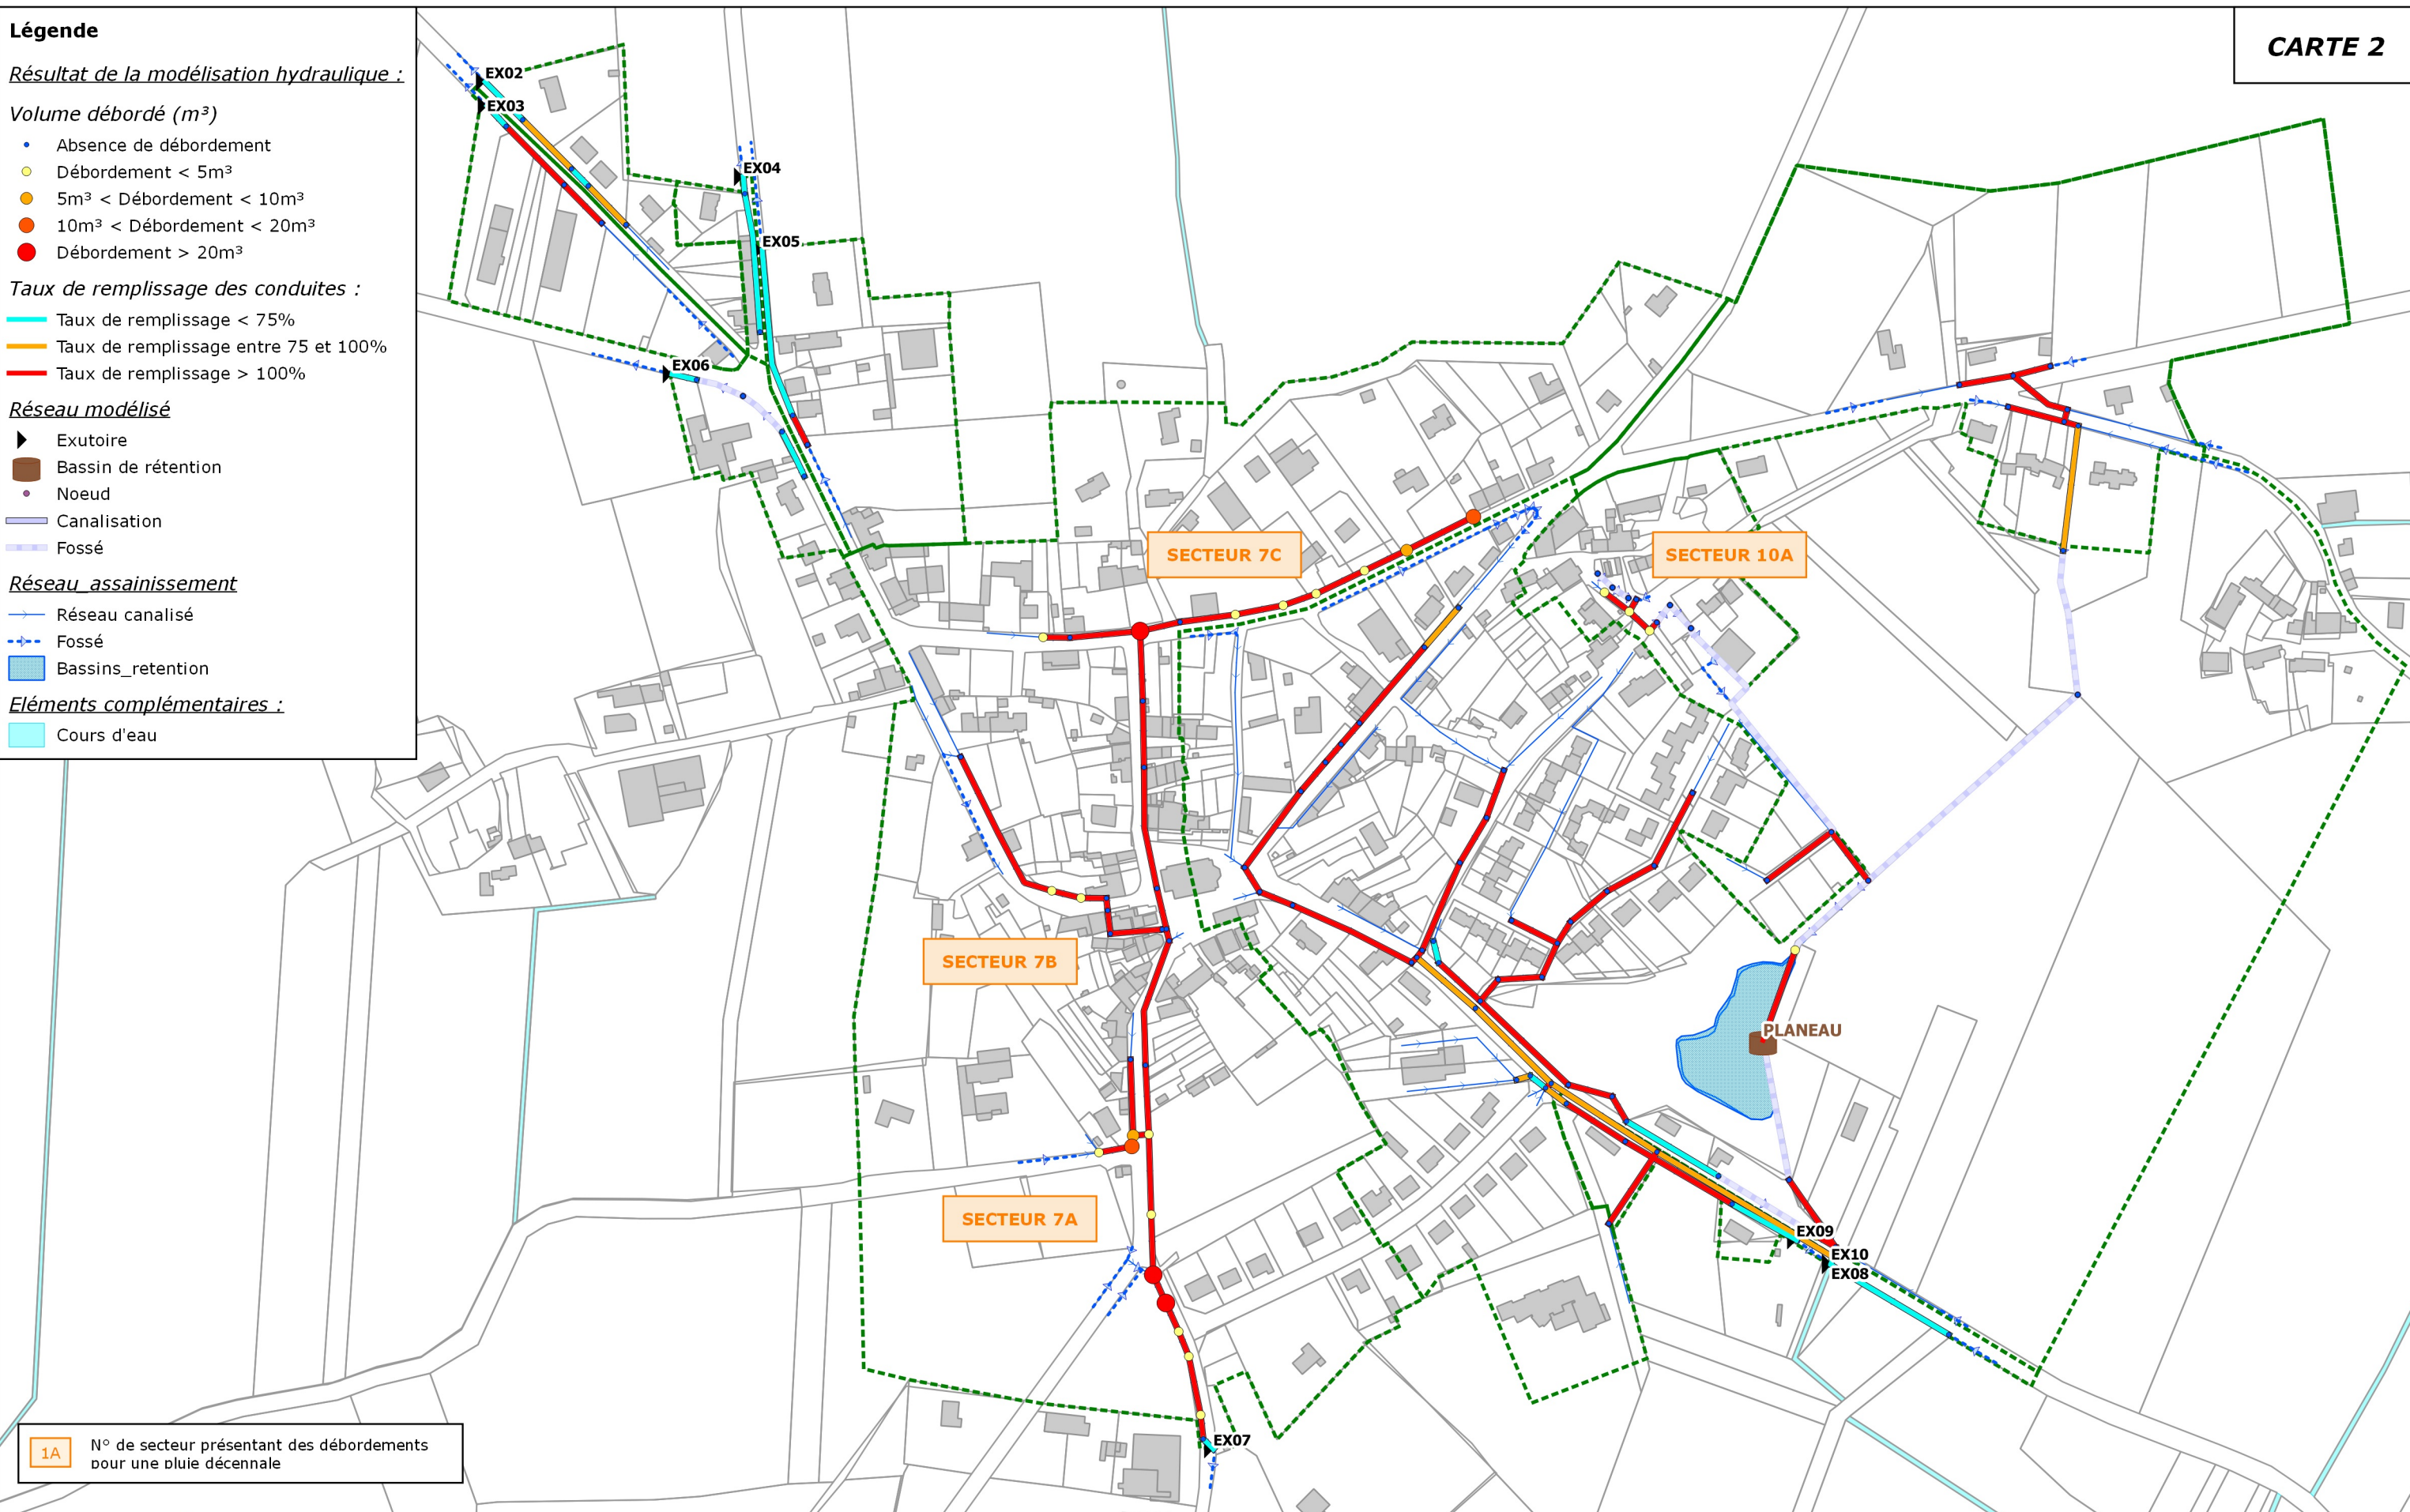 Légende
CARTE 2
Résultat de la modélisation hydraulique :
Volume débordé (m³)
Absence de débordement
Débordement < 5m³
5m³ < Débordement < 10m³
10m³ < Débordement < 20m³
Débordement > 20m³
Taux de remplissage des conduites :
Taux de remplissage < 75%
Taux de remplissage entre 75 et 100%
Taux de remplissage > 100%
Réseau modélisé
Exutoire
Bassin de rétention
Noeud
Canalisation
Fossé
Réseau_assainissement
Réseau canalisé
Fossé
Bassins_retention
Eléments complémentaires :
Cours d'eau
EX02
EX03
EX04
EX05
EX06
SECTEUR 7C
SECTEUR 10A
SECTEUR 7B
PLANEAU
SECTEUR 7A
EX09
EX10
EX08
EX07
1A
N° de secteur présentant des débordements
pour une pluie décennale